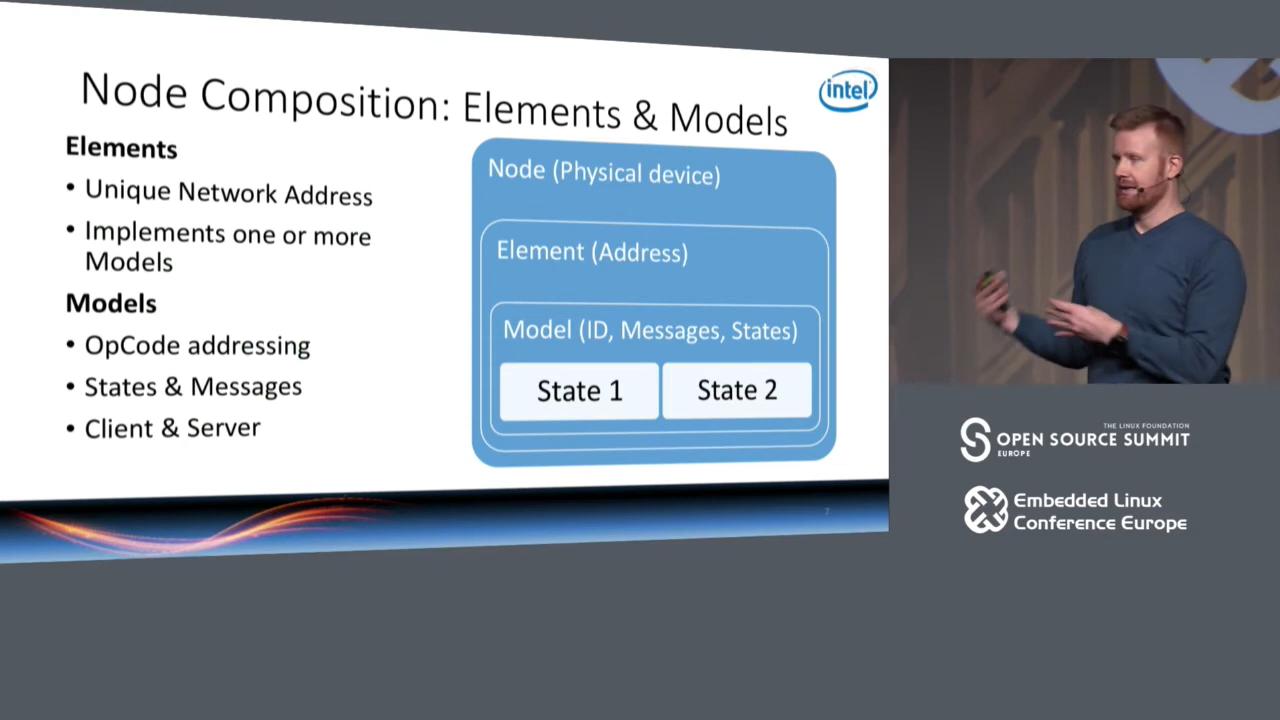 Node Composition: Elements & Models
intel
Elements
• Unique Network Address
• Implements one or more
Models
Models
• OpCode addressing
• States & Messages
• Client & Server
Node (Physical device)
Element (Address)
Model (ID, Messages, States)
State 1
State 2
7
THE LINUX FOUNDATION
OPEN SOURCE SUMMIT
EUROPE
Embedded Linux
Conference Europe